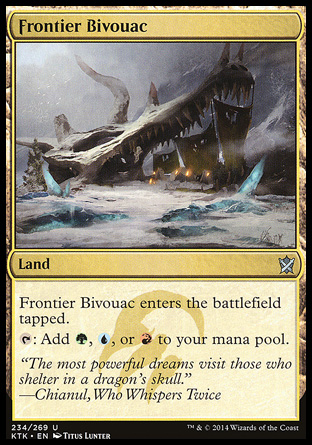 Frontier Bivouac
Land
Frontier Bivouac enters the battlefield
tapped.
: Add , , or to your mana pool.
"The most powerful dreams visit those who
shelter in a dragon's skull."
—Chianul, Who Whispers Twice
234/269 U
KTK • EN Titus Lunter
™ & © 2014 Wizards of the Coast